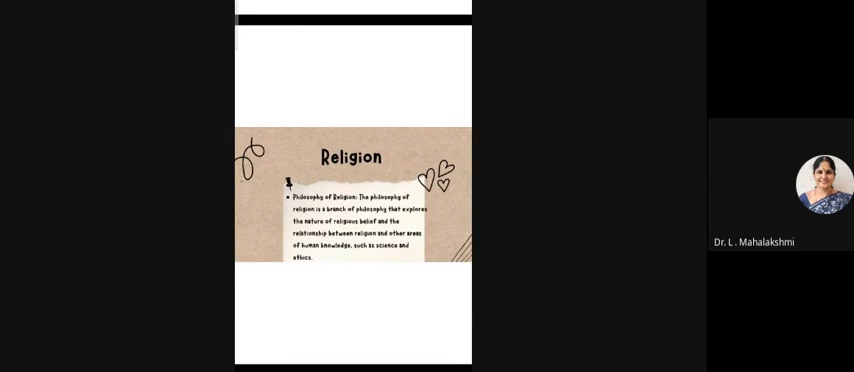 Religion
• Philosophy of Religion: The philosophy of
religion is a branch of philosophy that explores
the nature of religious belief and the
relationship between religion and other areas
of human knowledge, such as science and
ethics.
Dr. L . Mahalakshmi